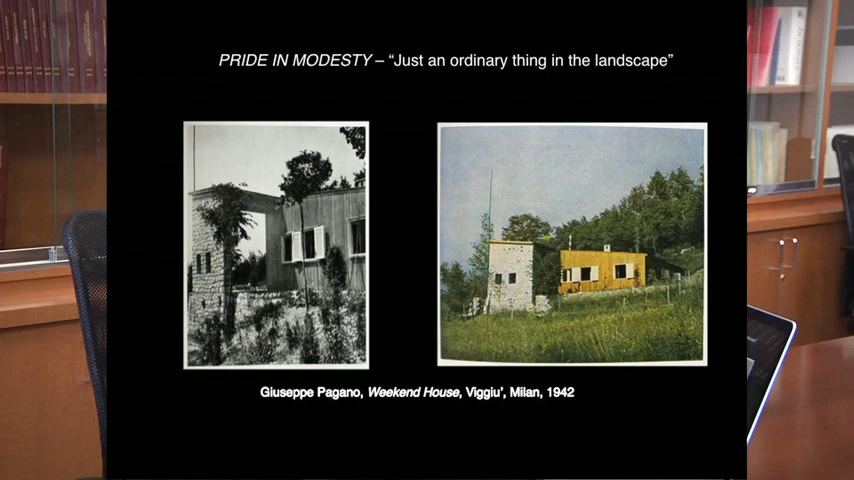 PRIDE IN MODESTY – “Just an ordinary thing in the landscape”
Giuseppe Pagano, Weekend House, Viggiu’, Milan, 1942